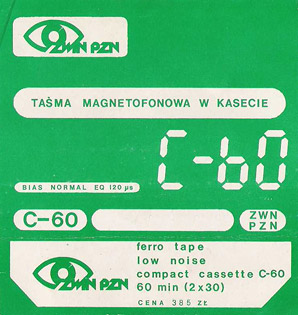 ZWN PZN
TAŚMA MAGNETOFONOWA W KASECIE
C-60
BIAS NORMAL EQ 120 µs
C-60
ZWN
PZN
ZWN PZN
ferro tape
low noise
compact cassette C-60
60 min (2x30)
CENA 385 ZŁ